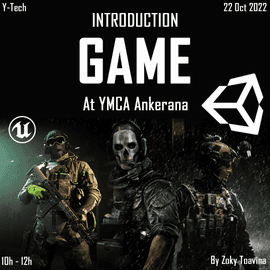 Y-Tech
22 Oct 2022
INTRODUCTION
GAME
At YMCA Ankerana
10h - 12h
By Zoky Toavina